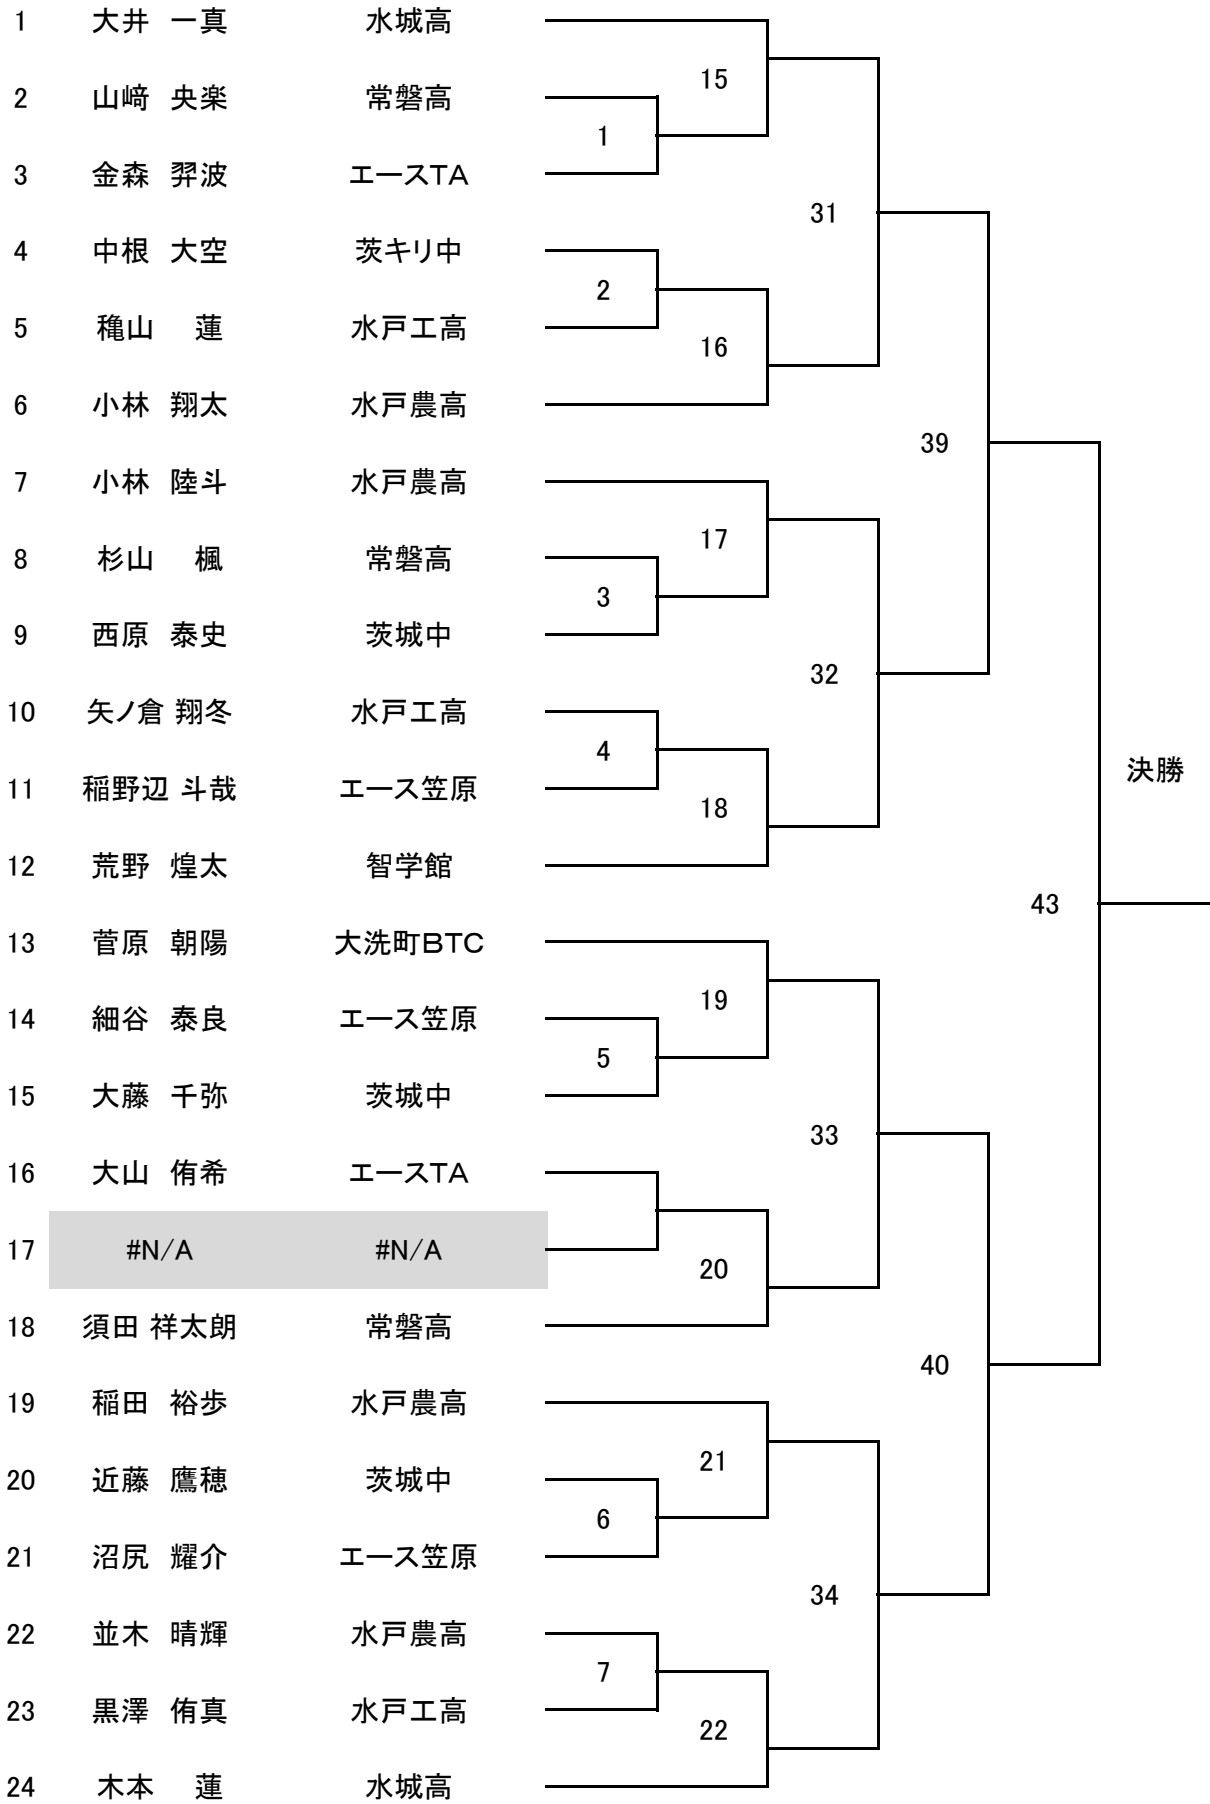 1 大井 一真 水城高
15
2 山﨑 央楽 常磐高
1
3 金森 羿波 エースTA
31
4 中根 大空 茨キリ中
2
5 穐山 蓮 水戸工高
16
6 小林 翔太 水戸農高
39
7 小林 陸斗 水戸農高
17
8 杉山 楓 常磐高
3
9 西原 泰史 茨城中
32
10 矢ノ倉 翔冬 水戸工高
4
決勝
11 稲野辺 斗哉 エース笠原
18
12 荒野 煌太 智学館
43
13 菅原 朝陽 大洗町BTC
19
14 細谷 泰良 エース笠原
5
15 大藤 千弥 茨城中
33
16 大山 侑希 エースTA
17 #N/A #N/A
20
18 須田 祥太朗 常磐高
40
19 稲田 裕歩 水戸農高
21
20 近藤 鷹穂 茨城中
6
21 沼尻 耀介 エース笠原
34
22 並木 晴輝 水戸農高
7
23 黒澤 侑真 水戸工高
22
24 木本 蓮 水城高